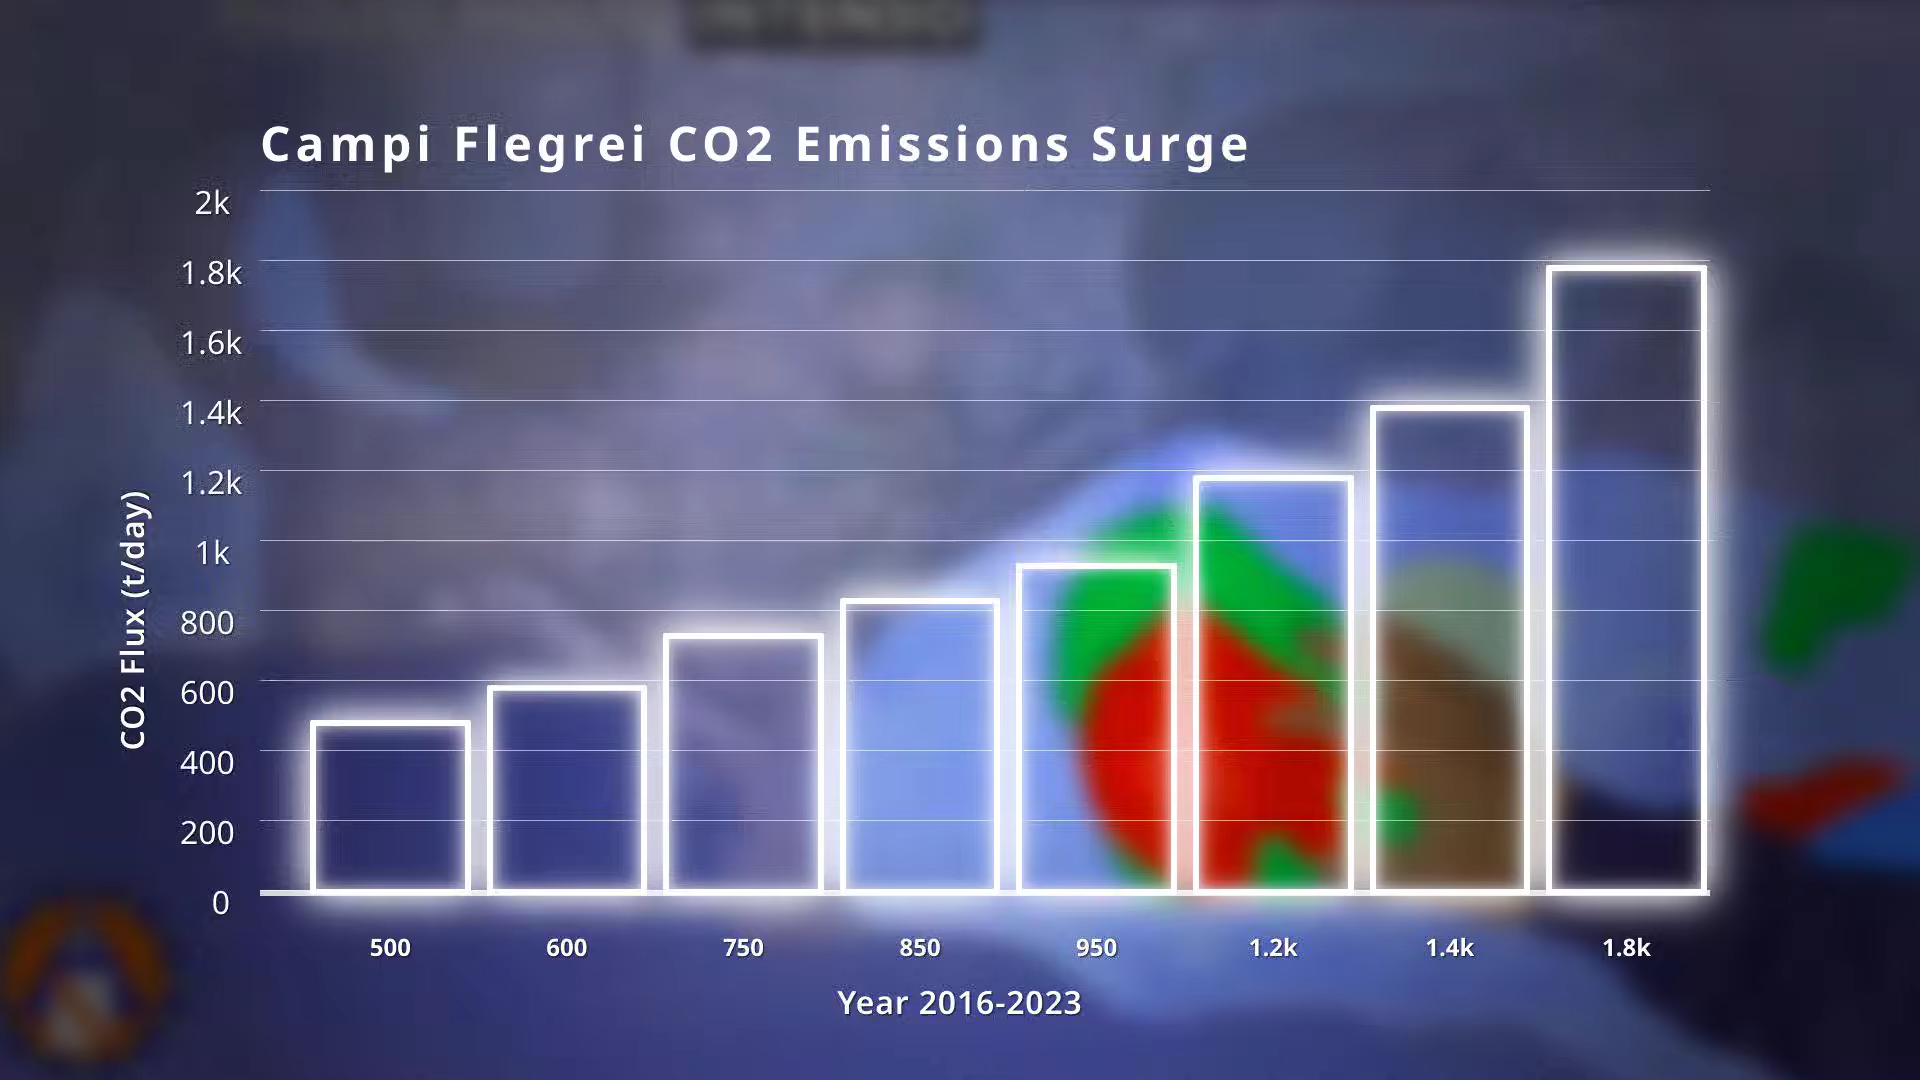 INTENSO
Campi Flegrei CO2 Emissions Surge
2k
1.8k
1.6k
1.4k
1.2k
1k
800
600
400
200
0
CO2 Flux (t/day)
500 600 750 850 950 1.2k 1.4k 1.8k
Year 2016-2023